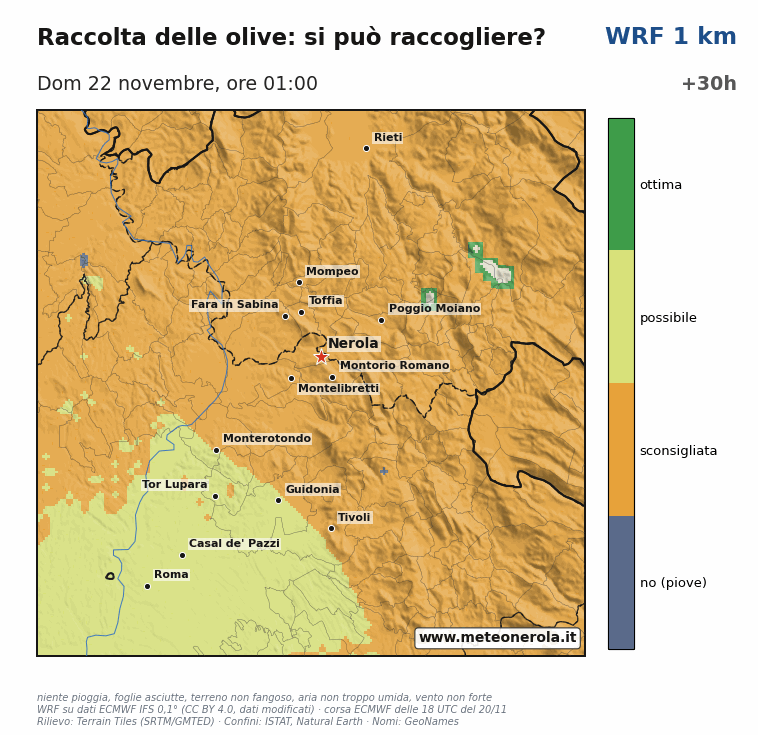 Raccolta delle olive: si può raccogliere?
WRF 1 km
Dom 22 novembre, ore 01:00
+30h
Rieti
ottima
Mompeo
Fara in Sabina
Toffia
Poggio Moiano
possibile
Nerola
Montorio Romano
Montelibretti
Monterotondo
sconsigliata
Tor Lupara
Guidonia
Tivoli
Casal de' Pazzi
Roma
no (piove)
www.meteonerola.it
niente pioggia, foglie asciutte, terreno non fangoso, aria non troppo umida, vento non forte
WRF su dati ECMWF IFS 0,1° (CC BY 4.0, dati modificati) · corsa ECMWF delle 18 UTC del 20/11
Rilievo: Terrain Tiles (SRTM/GMTED) · Confini: ISTAT, Natural Earth · Nomi: GeoNames